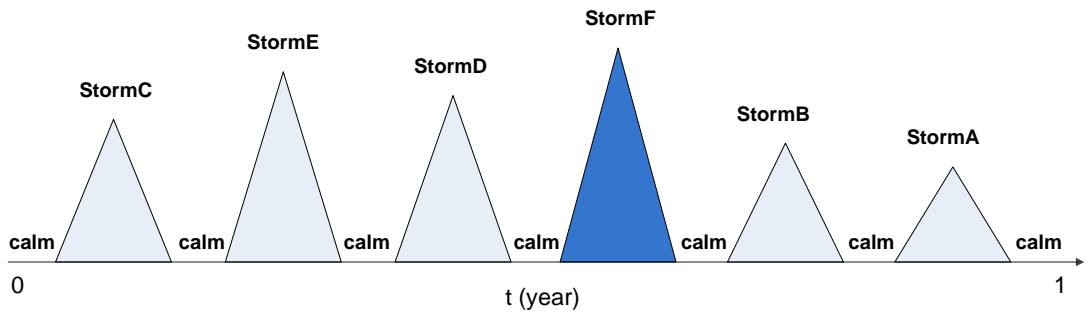 StormF
StormE
StormD
StormC
StormB
StormA
calm calm calm calm calm calm calm
0 1
t (year)